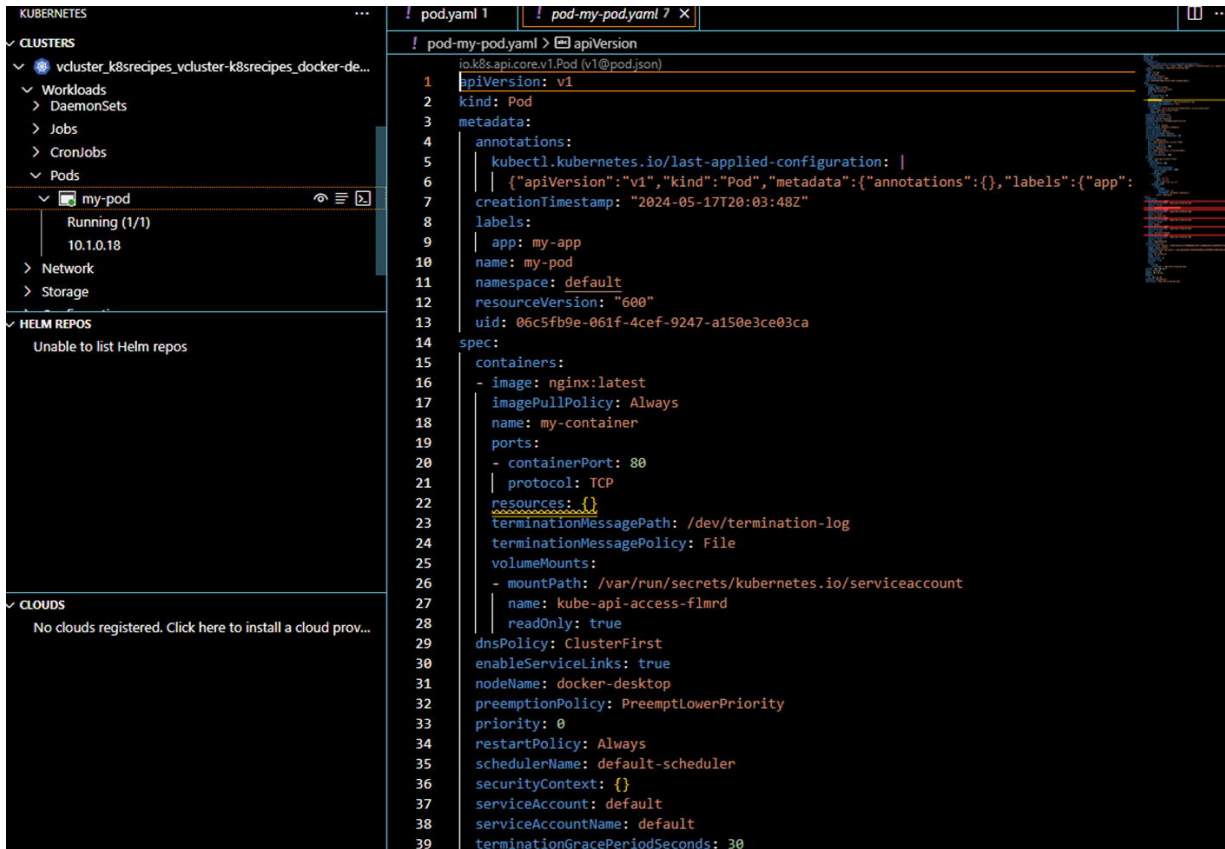 KUBERNETES
CLUSTERS
vcluster_k8srecipes_vcluster-k8srecipes_docker-de...
Workloads
DaemonSets
Jobs
CronJobs
Pods
my-pod
Running (1/1)
10.1.0.18
Network
Storage
HELM REPOS
Unable to list Helm repos
CLOUDS
No clouds registered. Click here to install a cloud prov...
! pod.yaml 1
! pod-my-pod.yaml 7
! pod-my-pod.yaml > apiVersion
io.k8s.api.core.v1.Pod (v1@pod.json)
1 apiVersion: v1
2 kind: Pod
3 metadata:
4 annotations:
5 kubectl.kubernetes.io/last-applied-configuration: |
6 {"apiVersion":"v1","kind":"Pod","metadata":{"annotations":{},"labels":{"app":
7 creationTimestamp: "2024-05-17T20:03:48Z"
8 labels:
9 app: my-app
10 name: my-pod
11 namespace: default
12 resourceVersion: "600"
13 uid: 06c5fb9e-061f-4cef-9247-a150e3ce03ca
14 spec:
15 containers:
16 - image: nginx:latest
17 imagePullPolicy: Always
18 name: my-container
19 ports:
20 - containerPort: 80
21 protocol: TCP
22 resources: {}
23 terminationMessagePath: /dev/termination-log
24 terminationMessagePolicy: File
25 volumeMounts:
26 - mountPath: /var/run/secrets/kubernetes.io/serviceaccount
27 name: kube-api-access-flmrd
28 readOnly: true
29 dnsPolicy: ClusterFirst
30 enableServiceLinks: true
31 nodeName: docker-desktop
32 preemptionPolicy: PreemptLowerPriority
33 priority: 0
34 restartPolicy: Always
35 schedulerName: default-scheduler
36 securityContext: {}
37 serviceAccount: default
38 serviceAccountName: default
39 terminationGracePeriodSeconds: 30